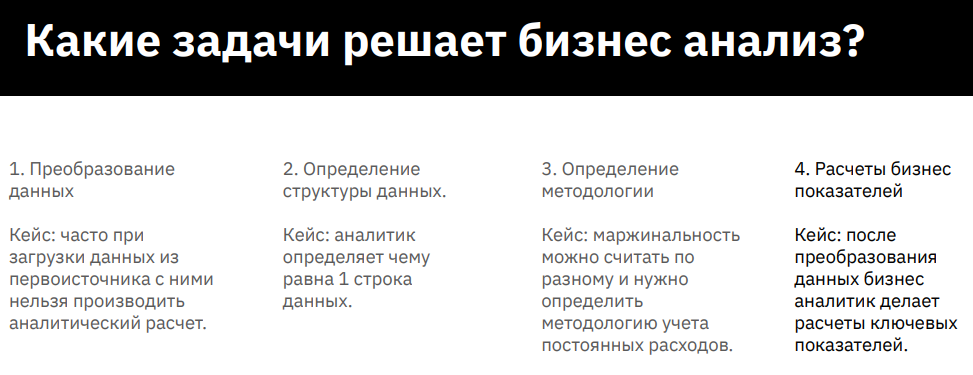 Какие задачи решает бизнес анализ?
1. Преобразование
данных
Кейс: часто при
загрузки данных из
первоисточника с ними
нельзя производить
аналитический расчет.
2. Определение
структуры данных.
Кейс: аналитик
определяет чему
равна 1 строка
данных.
3. Определение
методологии
Кейс: маржинальность
можно считать по
разному и нужно
определить
методологию учета
постоянных расходов.
4. Расчеты бизнес
показателей
Кейс: после
преобразования
данных бизнес
аналитик делает
расчеты ключевых
показателей.